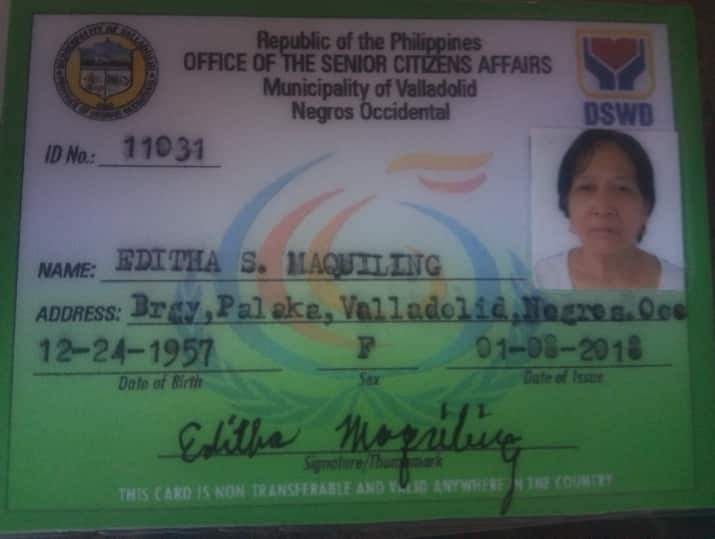 Republic of the Philippines
OFFICE OF THE SENIOR CITIZENS AFFAIRS
Municipality of Valladolid
Negros Occidental
DSWD
ID No.: 11031
NAME: EDITHA S. MAQUILING
ADDRESS: Brgy,Palaka,Valladolid,Negros.Occ
12-24-1957 F 01-08-2018
Date of Birth Sex Date of Issue
Editha Maquiling
Signature/Thumbmark
THIS CARD IS NON TRANSFERABLE AND VALID ANYWHERE IN THE COUNTRY